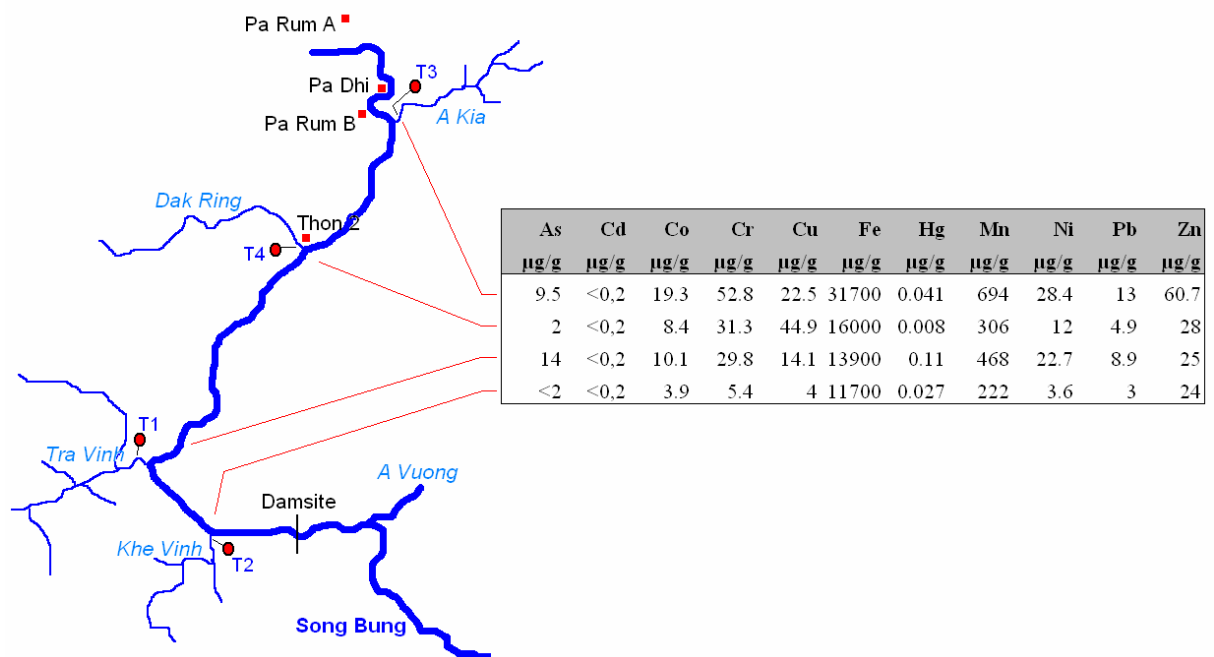 Pa Rum A
Pa Dhi
T3
Pa Rum B
A Kia
Dak Ring
Thon 2
T4
As Cd Co Cr Cu Fe Hg Mn Ni Pb Zn
µg/g µg/g µg/g µg/g µg/g µg/g µg/g µg/g µg/g µg/g µg/g
9.5 <0,2 19.3 52.8 22.5 31700 0.041 694 28.4 13 60.7
2 <0,2 8.4 31.3 44.9 16000 0.008 306 12 4.9 28
14 <0,2 10.1 29.8 14.1 13900 0.11 468 22.7 8.9 25
<2 <0,2 3.9 5.4 4 11700 0.027 222 3.6 3 24
T1
Tra Vinh
A Vuong
Damsite
Khe Vinh
T2
Song Bung